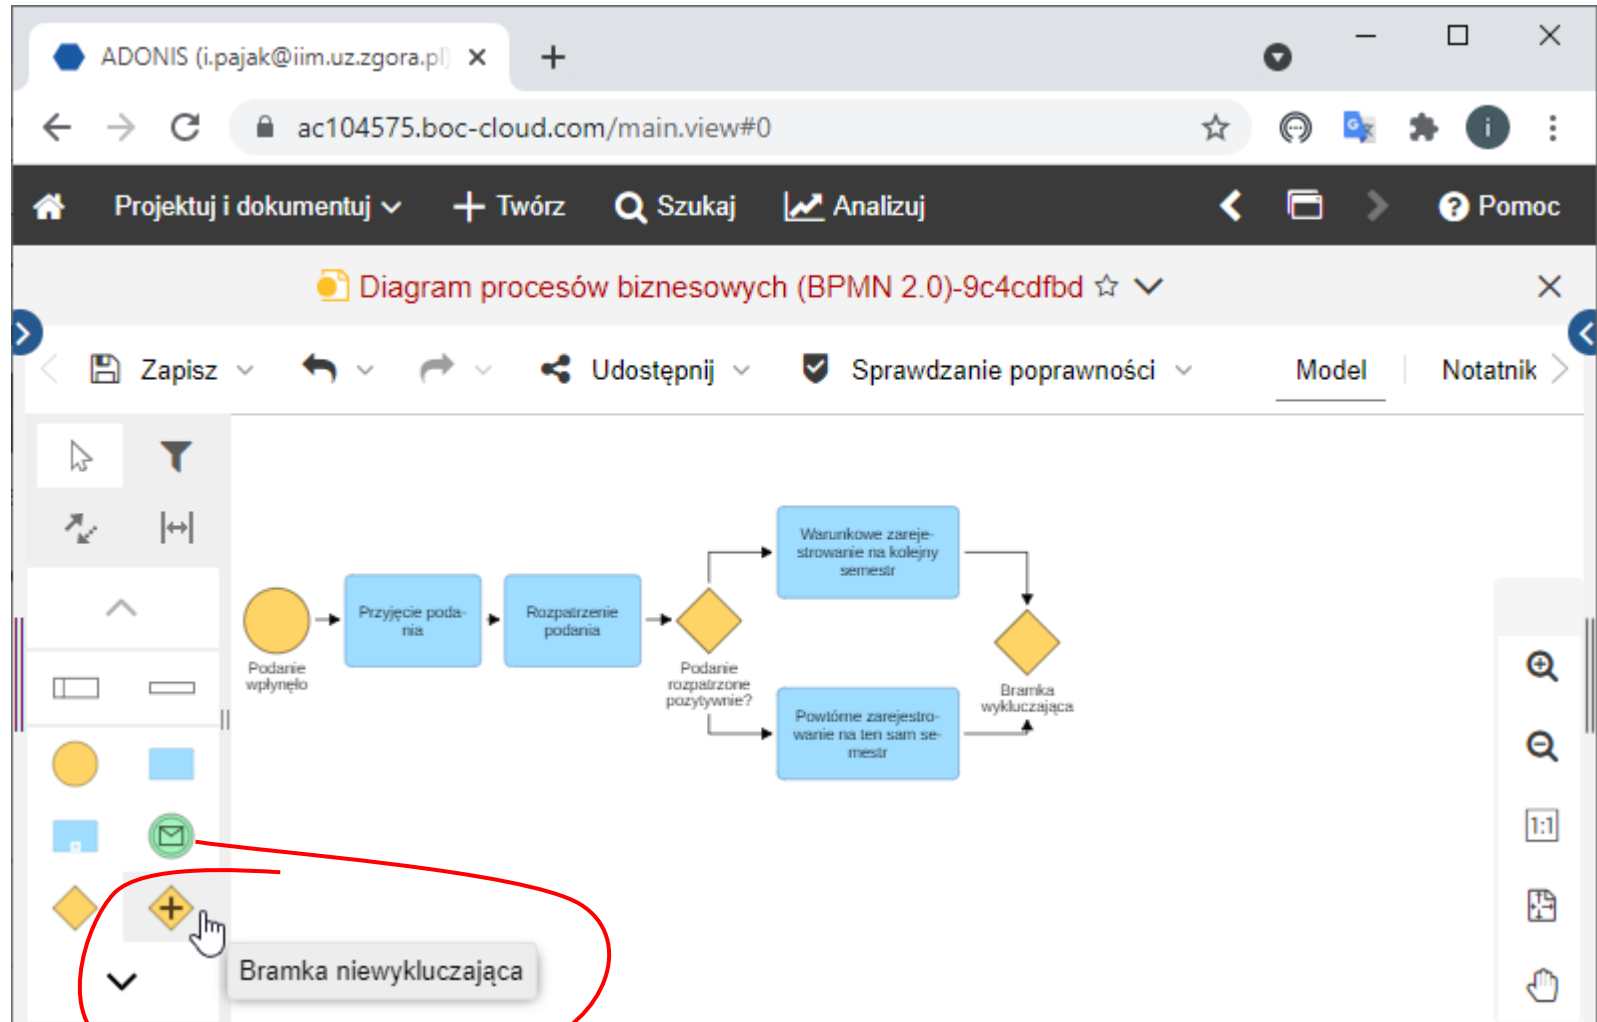 ADONIS (i.pajak@iim.uz.zgora.pl)
ac104575.boc-cloud.com/main.view#0
i
Projektuj i dokumentuj
Twórz
Szukaj
Analizuj
Pomoc
Diagram procesów biznesowych (BPMN 2.0)-9c4cdfbd
Zapisz
Udostępnij
Sprawdzanie poprawności
Model
Notatnik
Warunkowe zareje-
strowanie na kolejny
semestr
Przyjęcie poda-
nia
Rozpatrzenie
podania
Podanie
wpłynęło
Podanie
rozpatrzone
pozytywnie?
Bramka
wykluczająca
Powtórne zarejestro-
wanie na ten sam se-
mestr
1:1
Bramka niewykluczająca